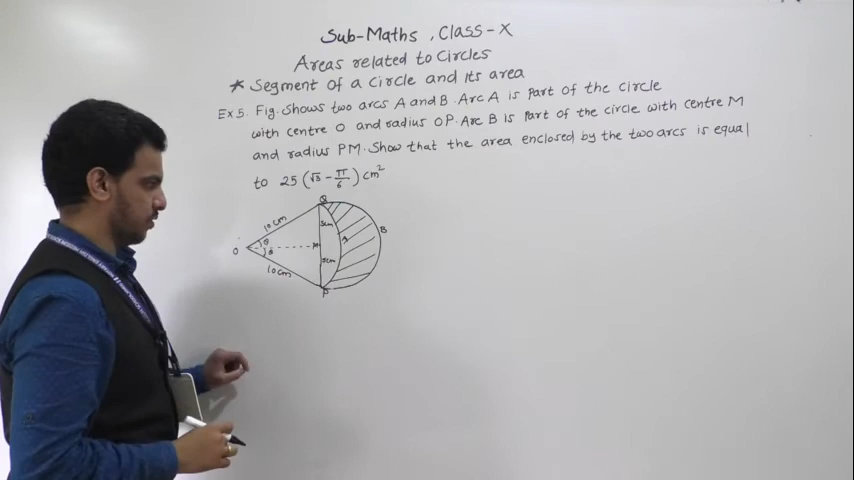 Sub-Maths, Class-X
Areas related to Circles
* Segment of a Circle and its area
Ex 5. Fig. Shows two arcs A and B. Arc A is part of the circle
with centre O and radius OP. Arc B is part of the circle with centre M
and radius PM. Show that the area enclosed by the two arcs is equal
to 25 (√3 - π/6) cm²
Q
10 cm
5cm
B
θ
O
M
A
θ
5cm
10 cm
P